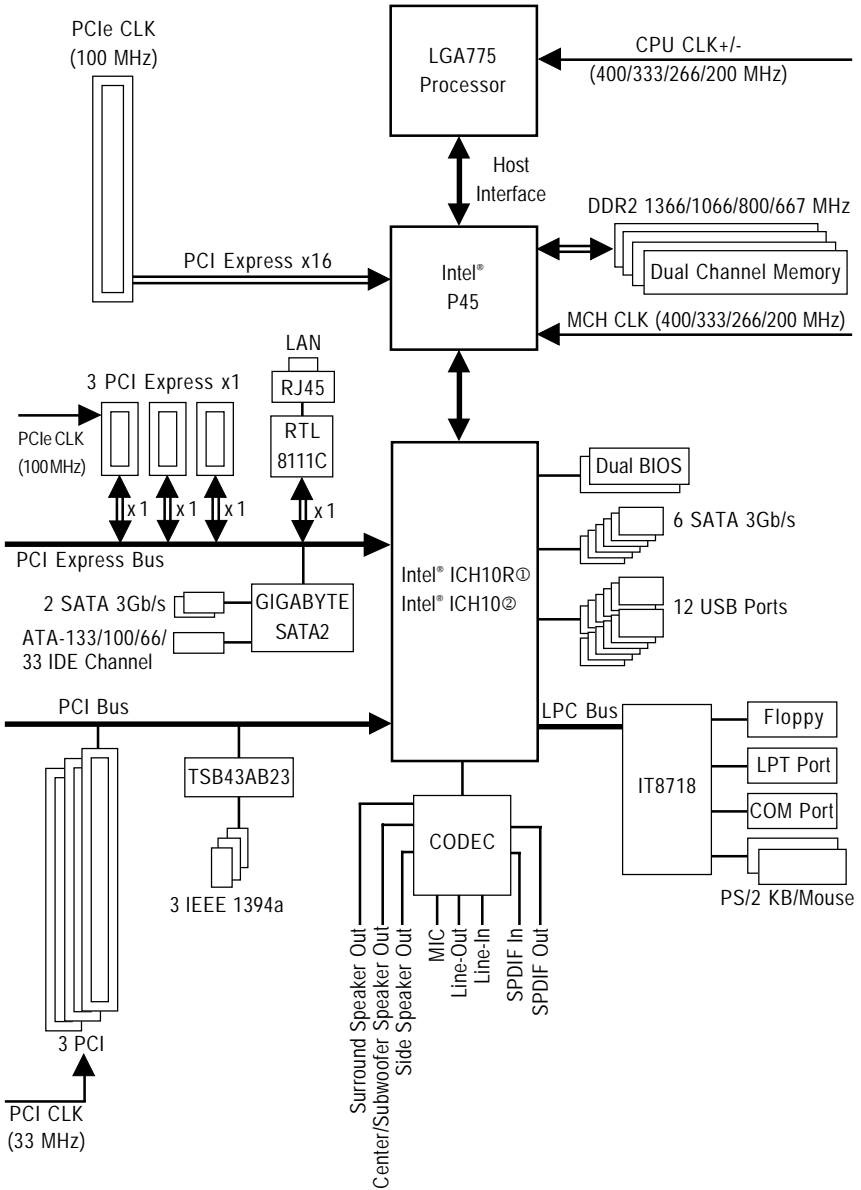 PCIe CLK
(100 MHz)
LGA775
Processor
CPU CLK+/-
(400/333/266/200 MHz)
Host
Interface
DDR2 1366/1066/800/667 MHz
Dual Channel Memory
PCI Express x16
Intel® P45
MCH CLK (400/333/266/200 MHz)
LAN
RJ45
3 PCI Express x1
RTL
8111C
PCIe CLK
(100MHz)
x1
x1
x1
x1
PCI Express Bus
Dual BIOS
6 SATA 3Gb/s
Intel® ICH10R①
Intel® ICH10②
2 SATA 3Gb/s
GIGABYTE
SATA2
ATA-133/100/66/
33 IDE Channel
12 USB Ports
PCI Bus
LPC Bus
TSB43AB23
IT8718
Floppy
LPT Port
COM Port
PS/2 KB/Mouse
CODEC
3 IEEE 1394a
Surround Speaker Out
Center/Subwoofer Speaker Out
Side Speaker Out
MIC
Line-Out
Line-In
SPDIF In
SPDIF Out
3 PCI
PCI CLK
(33 MHz)